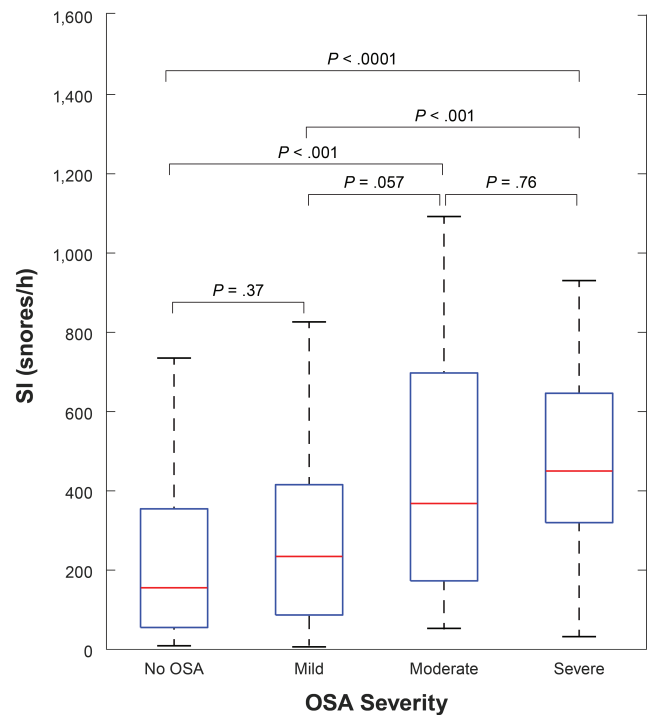 1,600
1,400
1,200
1,000
800
600
400
200
0
SI (snores/h)
P < .0001
P < .001
P < .001
P = .057
P = .76
P = .37
No OSA
Mild
Moderate
Severe
OSA Severity